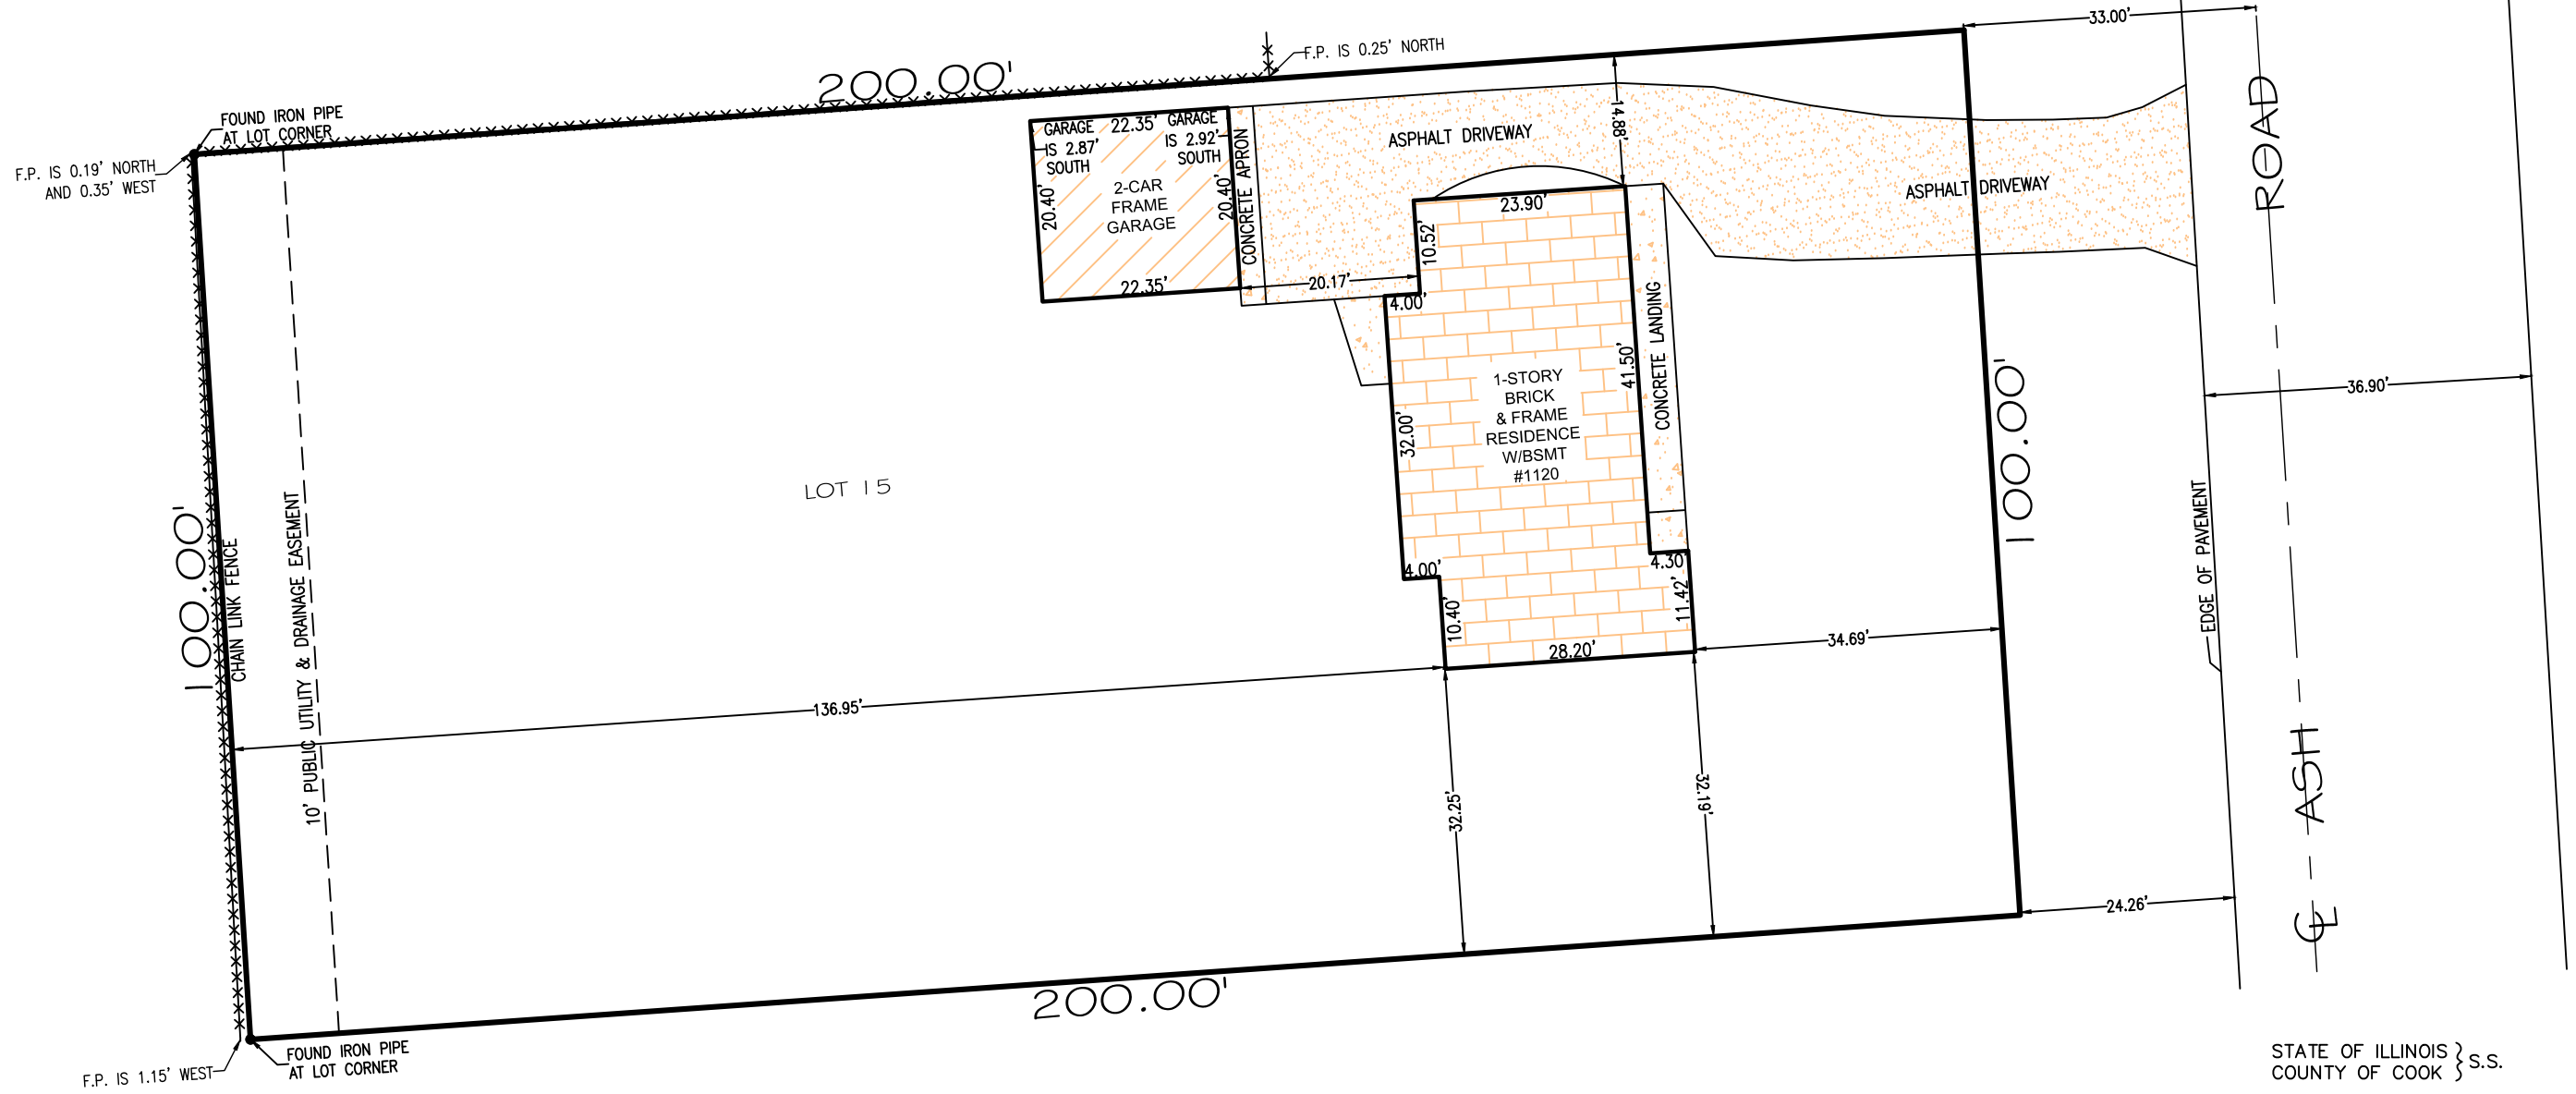 33.00'
F.P. IS 0.25' NORTH
200.00'
FOUND IRON PIPE
AT LOT CORNER
F.P. IS 0.19' NORTH
AND 0.35' WEST
GARAGE
IS 2.87'
SOUTH
22.35'
GARAGE
IS 2.92'
SOUTH
2-CAR
FRAME
GARAGE
20.40'
20.40'
22.35'
CONCRETE APRON
ASPHALT DRIVEWAY
14.88'
ASPHALT DRIVEWAY
ROAD
23.90'
10.52'
20.17'
4.00'
CONCRETE LANDING
41.50'
1-STORY
BRICK
& FRAME
RESIDENCE
W/BSMT
#1120
32.00'
36.90'
100.00'
LOT 15
100.00'
CHAIN LINK FENCE
10' PUBLIC UTILITY & DRAINAGE EASEMENT
EDGE OF PAVEMENT
4.00'
4.30'
11.42'
10.40'
28.20'
34.69'
136.95'
32.25'
32.19'
ASH
24.26'
CL
200.00'
FOUND IRON PIPE
AT LOT CORNER
F.P. IS 1.15' WEST
STATE OF ILLINOIS
COUNTY OF COOK
} S.S.